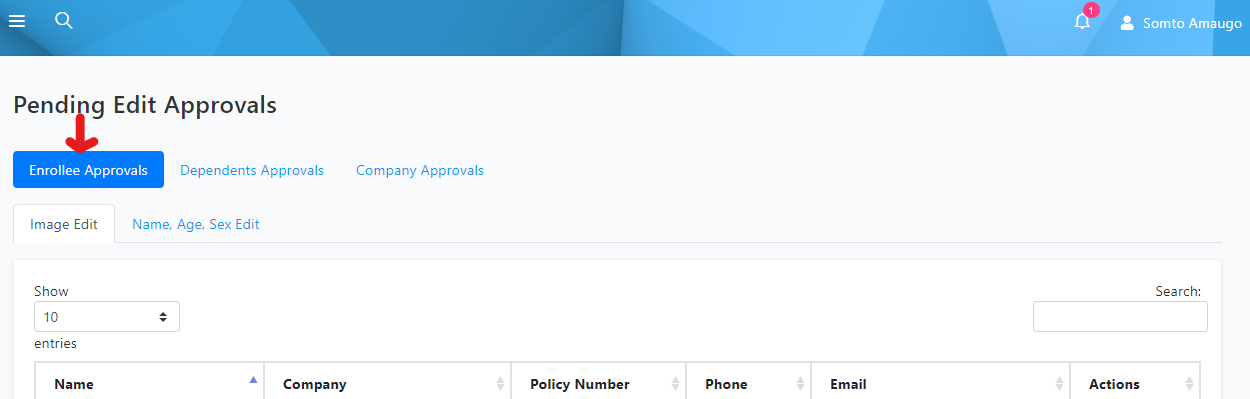 1
Somto Amaugo
Pending Edit Approvals
Enrollee Approvals Dependents Approvals Company Approvals
Image Edit Name, Age, Sex Edit
Show
Search:
10
entries
Name Company Policy Number Phone Email Actions